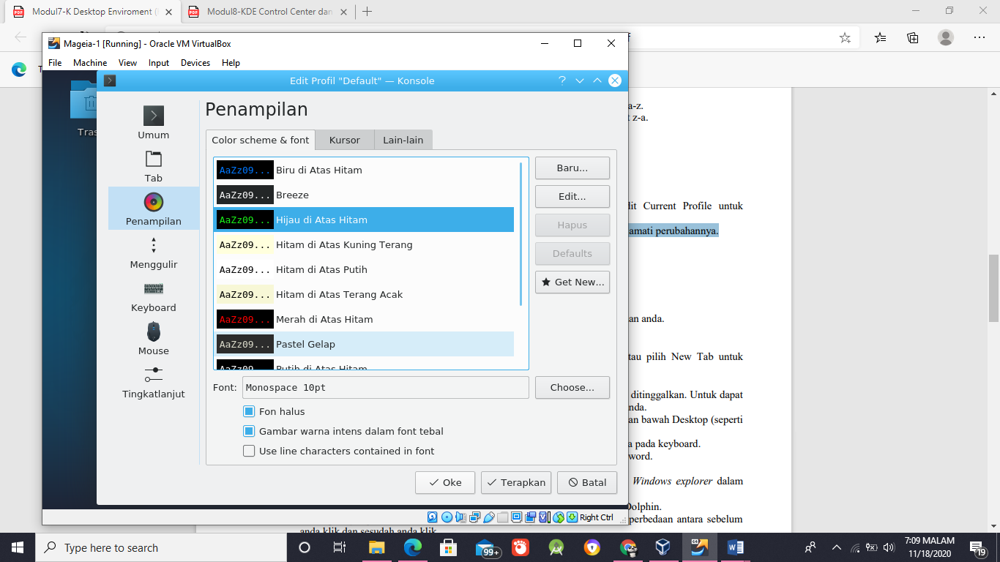 Modul7-K Desktop Enviroment (
Modul8-KDE Control Center dan
Mageia-1 [Running] - Oracle VM VirtualBox
File Machine View Input Devices Help
Edit Profil "Default" — Konsole
Tras
Umum
Tab
Penampilan
Menggulir
Keyboard
Mouse
Tingkatlanjut
Penampilan
Color scheme & font Kursor Lain-lain
AaZz09... Biru di Atas Hitam
AaZz09... Breeze
AaZz09... Hijau di Atas Hitam
AaZz09... Hitam di Atas Kuning Terang
AaZz09... Hitam di Atas Putih
AaZz09... Hitam di Atas Terang Acak
AaZz09... Merah di Atas Hitam
AaZz09... Pastel Gelap
AaZz09... Putih di Atas Hitam
Baru...
Edit...
Hapus
Defaults
Get New...
Font: Monospace 10pt Choose...
Fon halus
Gambar warna intens dalam font tebal
Use line characters contained in font
Oke Terapkan Batal
Right Ctrl
a-z.
t z-a.
dit Current Profile untuk
amati perubahannya.
an anda.
tau pilih New Tab untuk
ditinggalkan. Untuk dapat
nda.
an bawah Desktop (seperti
a pada keyboard.
word.
Windows explorer dalam
Dolphin.
perbedaan antara sebelum
anda klik dan sesudah anda klik
Type here to search
99+
7:09 MALAM
11/18/2020
19